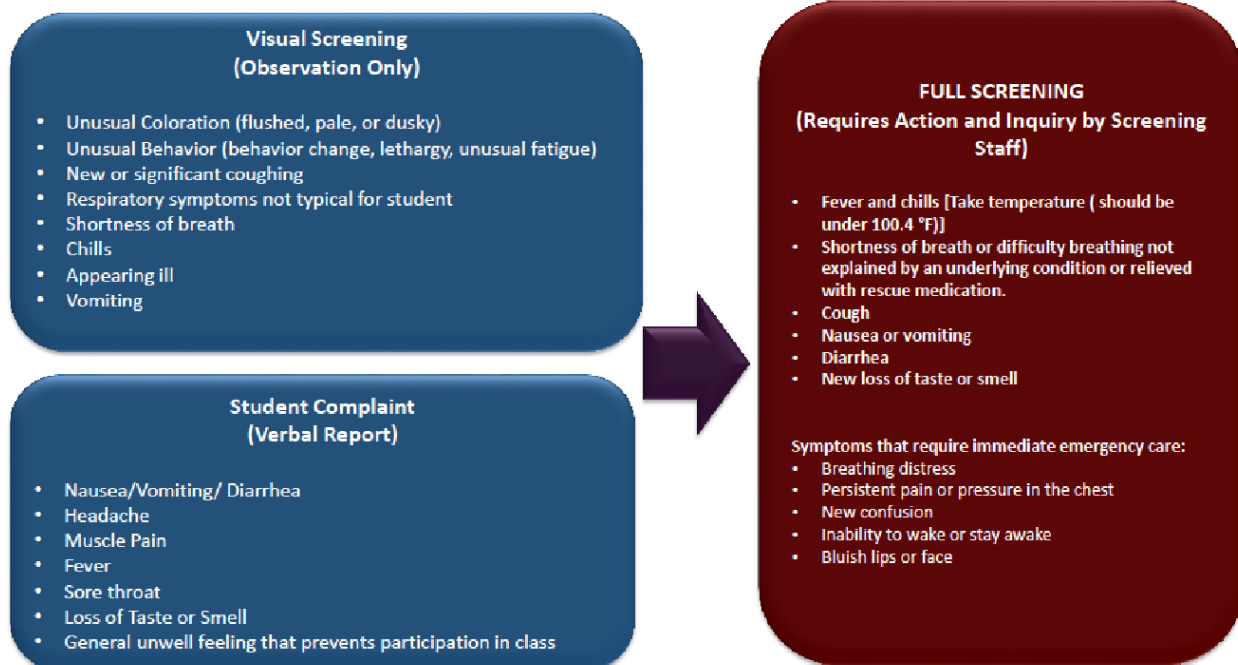 Visual Screening
(Observation Only)
• Unusual Coloration (flushed, pale, or dusky)
• Unusual Behavior (behavior change, lethargy, unusual fatigue)
• New or significant coughing
• Respiratory symptoms not typical for student
• Shortness of breath
• Chills
• Appearing ill
• Vomiting
Student Complaint
(Verbal Report)
• Nausea/Vomiting/ Diarrhea
• Headache
• Muscle Pain
• Fever
• Sore throat
• Loss of Taste or Smell
• General unwell feeling that prevents participation in class
FULL SCREENING
(Requires Action and Inquiry by Screening
Staff)
• Fever and chills [Take temperature ( should be
under 100.4 °F)]
• Shortness of breath or difficulty breathing not
explained by an underlying condition or relieved
with rescue medication.
• Cough
• Nausea or vomiting
• Diarrhea
• New loss of taste or smell
Symptoms that require immediate emergency care:
• Breathing distress
• Persistent pain or pressure in the chest
• New confusion
• Inability to wake or stay awake
• Bluish lips or face